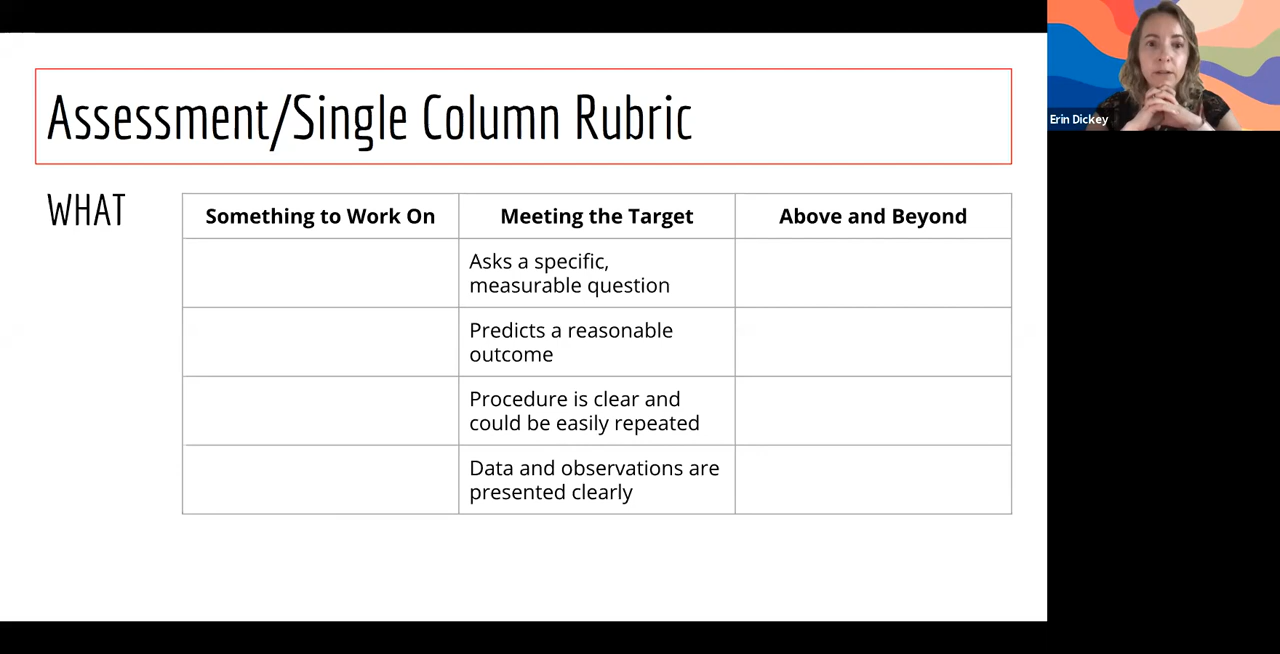 Assessment/Single Column Rubric
WHAT
Something to Work On
Meeting the Target
Above and Beyond
Asks a specific,
measurable question
Predicts a reasonable
outcome
Procedure is clear and
could be easily repeated
Data and observations are
presented clearly
Erin Dickey